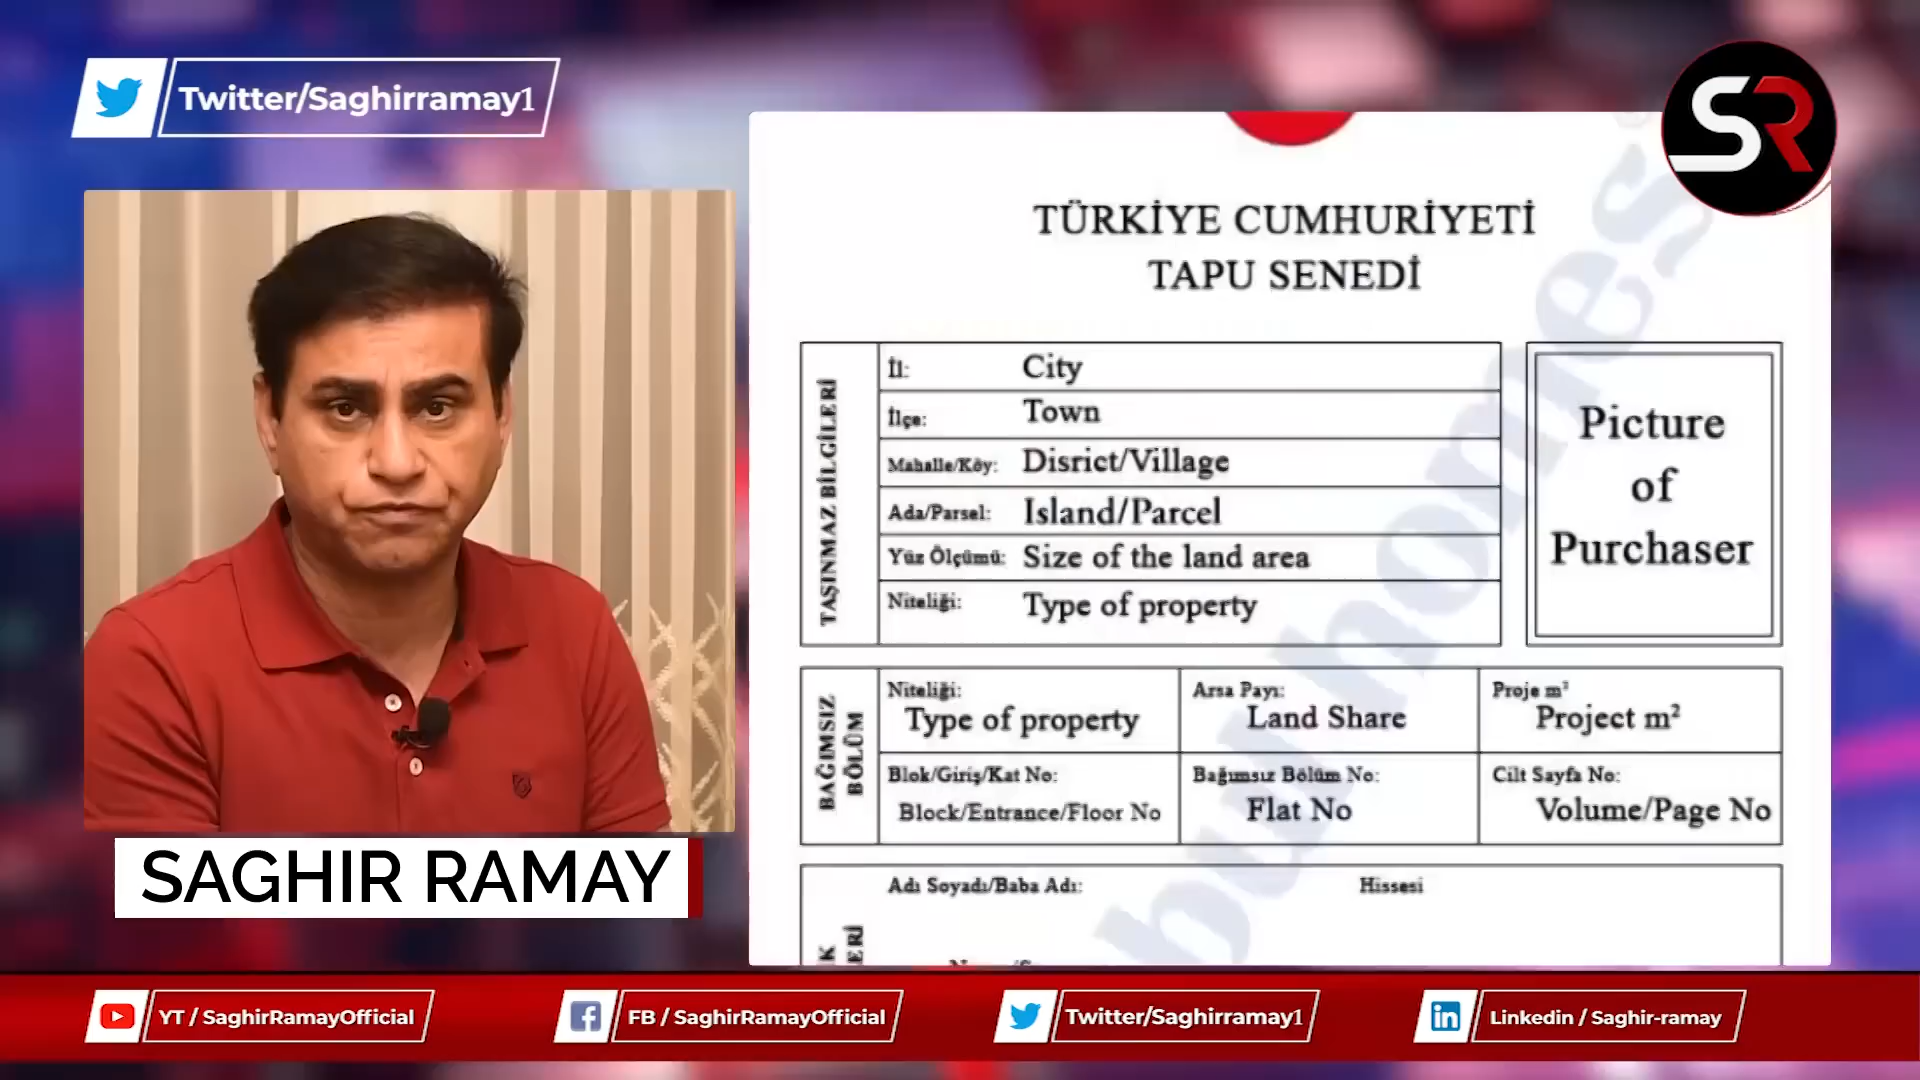 Twitter/Saghirramay1
SR
TÜRKİYE CUMHURİYETİ
TAPU SENEDİ
TAŞINMAZ BİLGİLERİ
İl: City
İlçe: Town
Mahalle/Köy: Disrict/Village
Ada/Parsel: Island/Parcel
Yüz Ölçümü: Size of the land area
Niteliği: Type of property
Picture
of
Purchaser
BAĞIMSIZ
BÖLÜM
Niteliği:
Type of property
Arsa Payı:
Land Share
Proje m²
Project m²
Blok/Giriş/Kat No:
Block/Entrance/Floor No
Bağımsız Bölüm No:
Flat No
Cilt Sayfa No:
Volume/Page No
Adı Soyadı/Baba Adı:
Hissesi
buulhomes
SAGHIR RAMAY
YT / SaghirRamayOfficial
FB / SaghirRamayOfficial
Twitter/Saghirramay1
in
Linkedin / Saghir-ramay